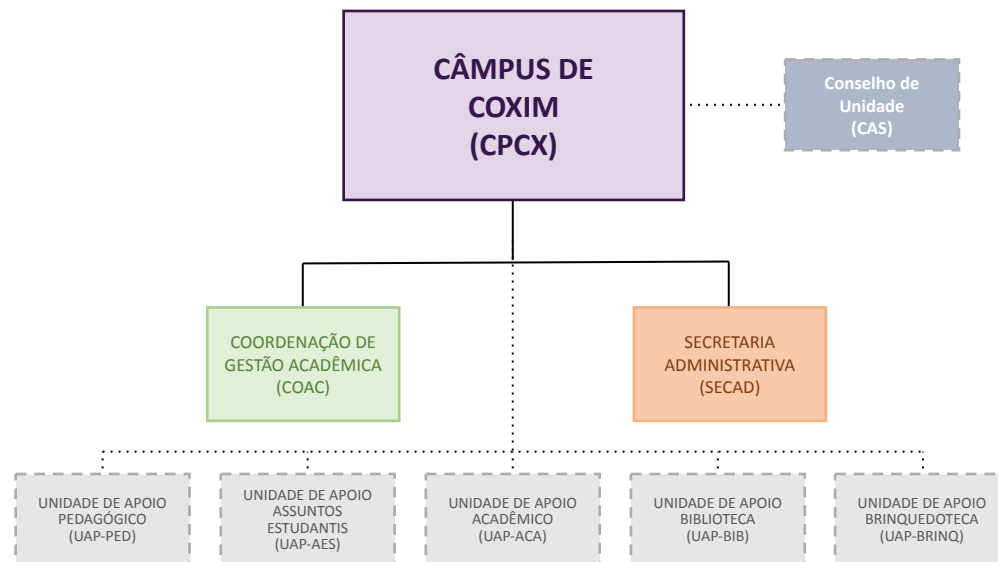 CÂMPUS DE
COXIM
(CPCX)
Conselho de
Unidade
(CAS)
COORDENAÇÃO DE
GESTÃO ACADÊMICA
(COAC)
SECRETARIA
ADMINISTRATIVA
(SECAD)
UNIDADE DE APOIO
PEDAGÓGICO
(UAP-PED)
UNIDADE DE APOIO
ASSUNTOS
ESTUDANTIS
(UAP-AES)
UNIDADE DE APOIO
ACADÊMICO
(UAP-ACA)
UNIDADE DE APOIO
BIBLIOTECA
(UAP-BIB)
UNIDADE DE APOIO
BRINQUEDOTECA
(UAP-BRINQ)